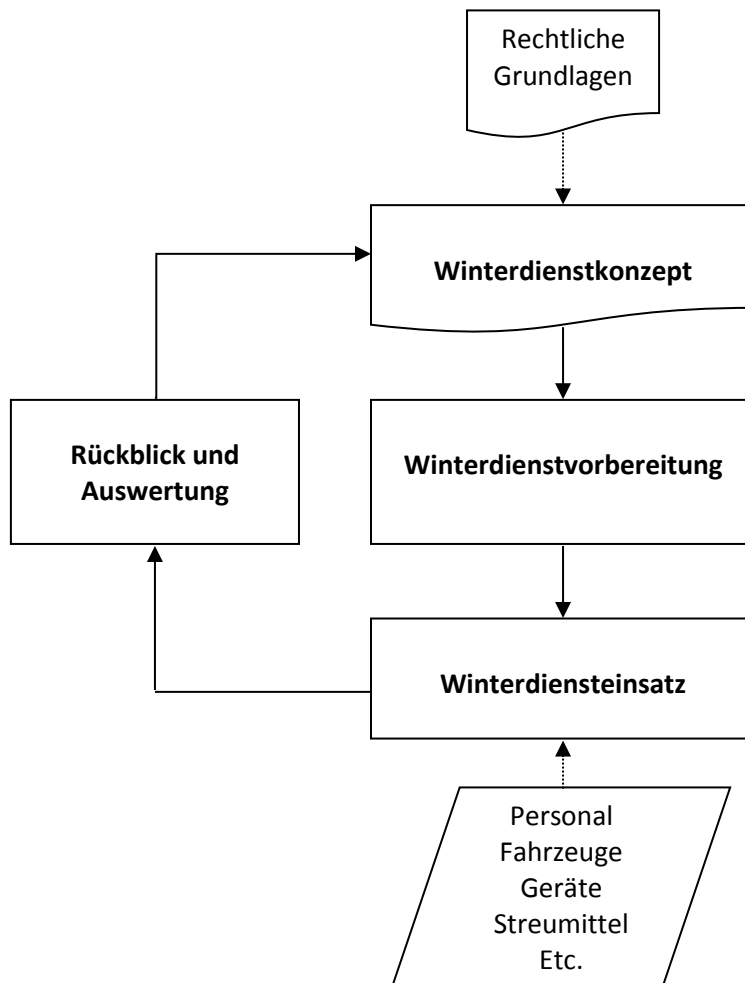 Rechtliche
Grundlagen
Winterdienstkonzept
Rückblick und
Auswertung
Winterdienstvorbereitung
Winterdiensteinsatz
Personal
Fahrzeuge
Geräte
Streumittel
Etc.